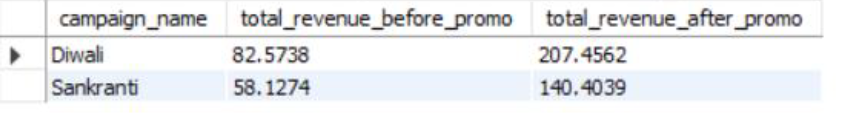 campaign_name total_revenue_before_promo total_revenue_after_promo
Diwali 82.5738 207.4562
Sankranti 58.1274 140.4039